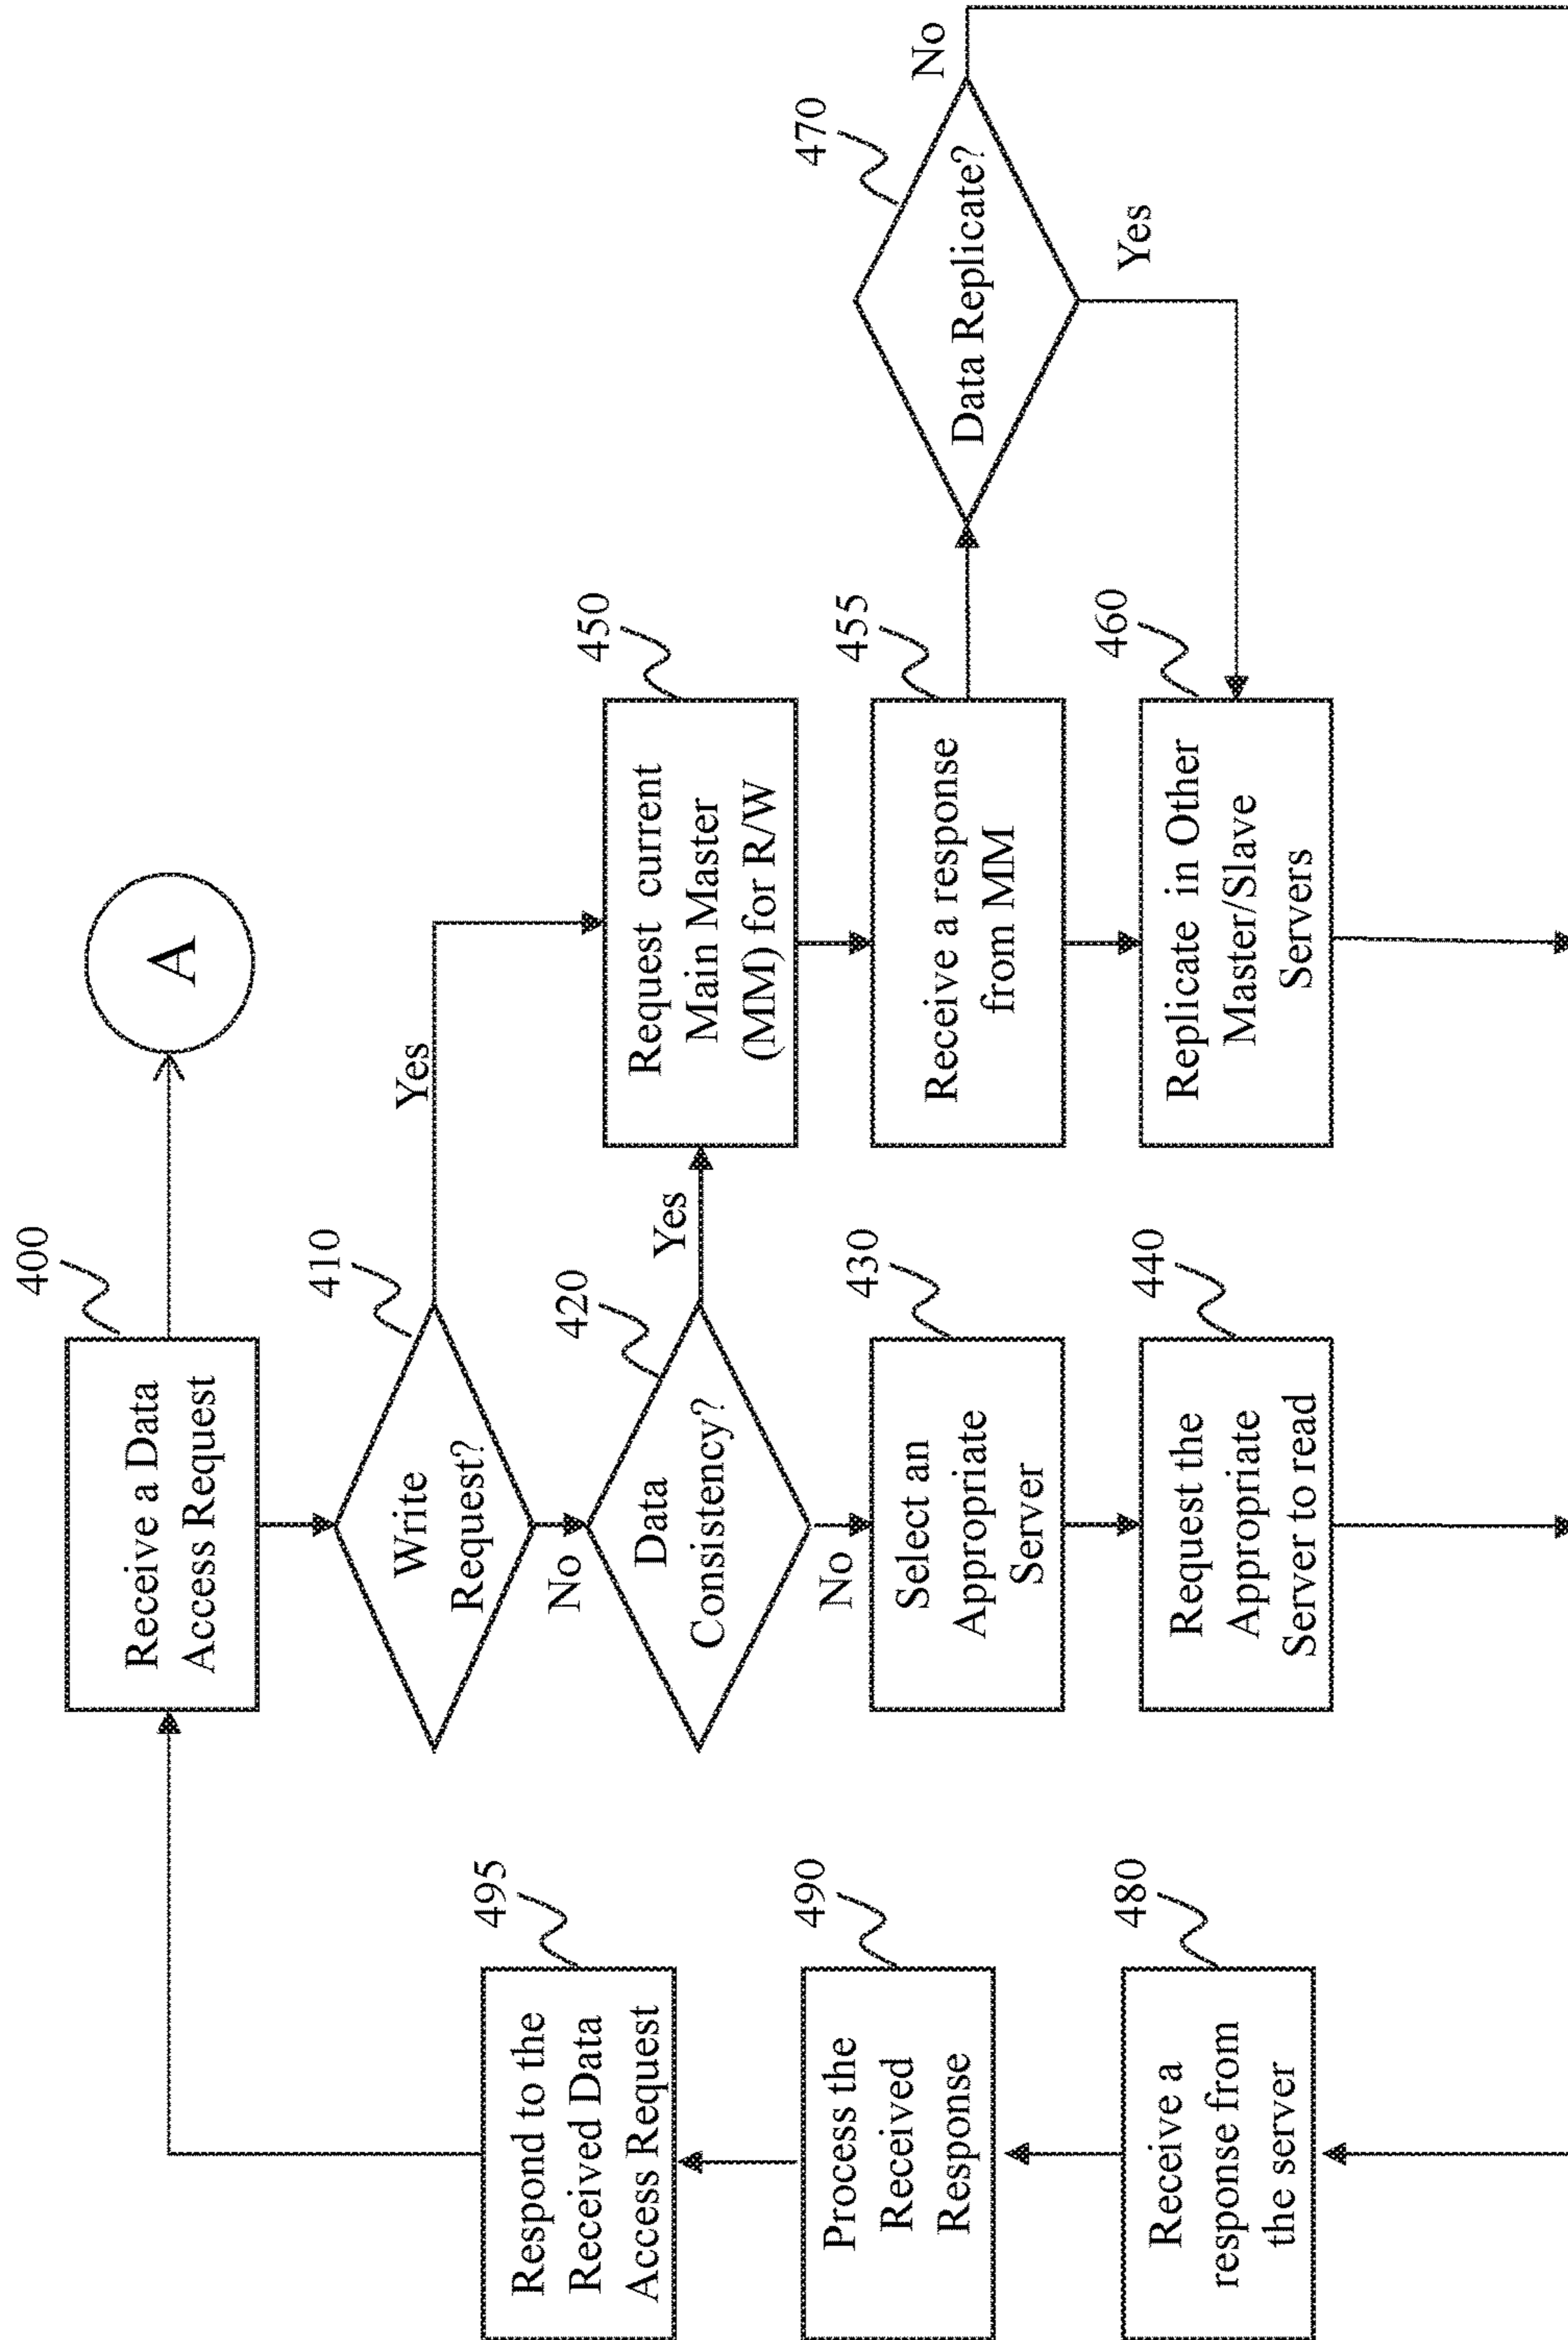 400
Receive a Data
Access Request
A
410
Write
Request?
Yes
No
420
Data
Consistency?
Yes
No
430
Select an
Appropriate
Server
440
Request the
Appropriate
Server to read
450
Request current
Main Master
(MM) for R/W
455
Receive a response
from MM
460
Replicate in Other
Master/Slave
Servers
470
Data Replicate?
No
Yes
495
Respond to the
Received Data
Access Request
490
Process the
Received
Response
480
Receive a
response from
the server